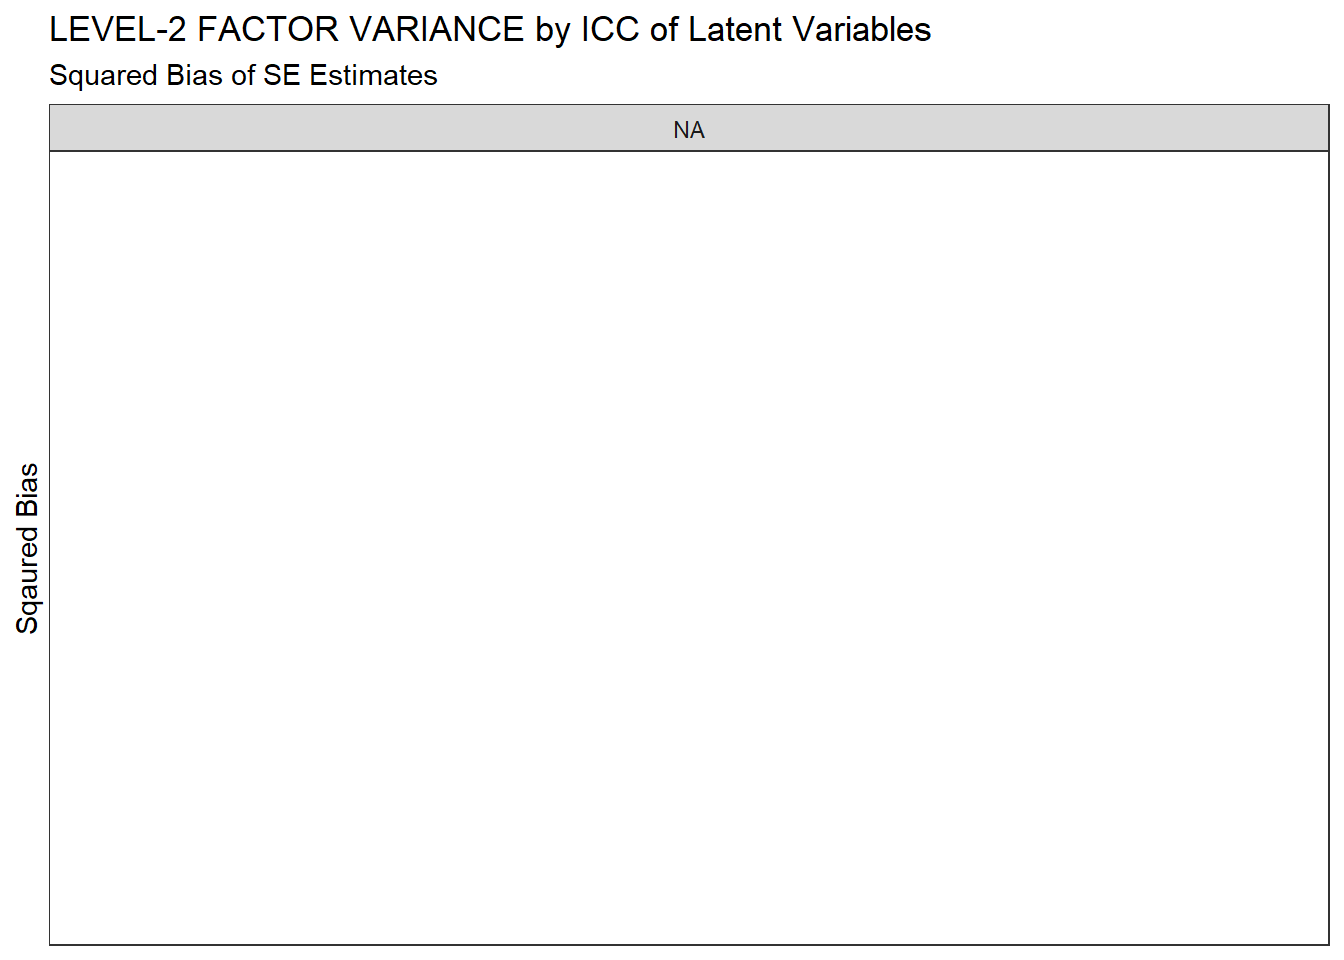 LEVEL-2 FACTOR VARIANCE by ICC of Latent Variables
Squared Bias of SE Estimates
NA
Sqaured Bias